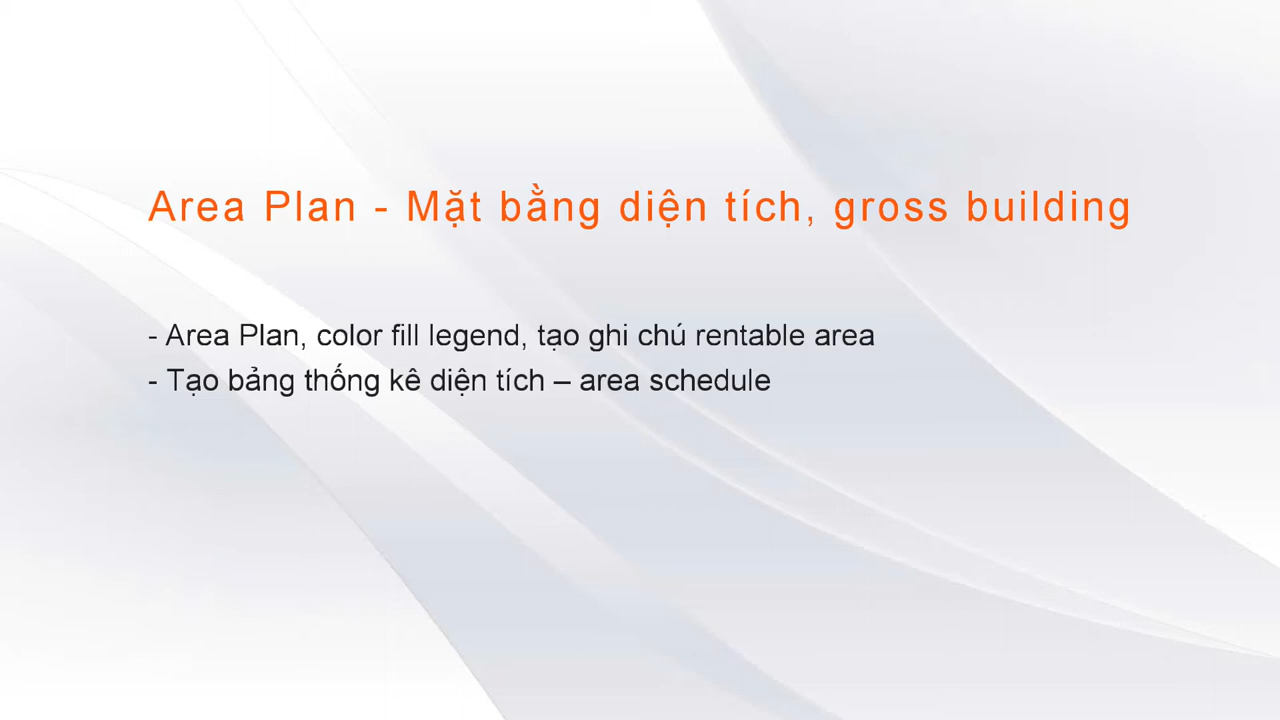 Area Plan - Mặt bằng diện tích, gross building
- Area Plan, color fill legend, tạo ghi chú rentable area
- Tạo bảng thống kê diện tích – area schedule